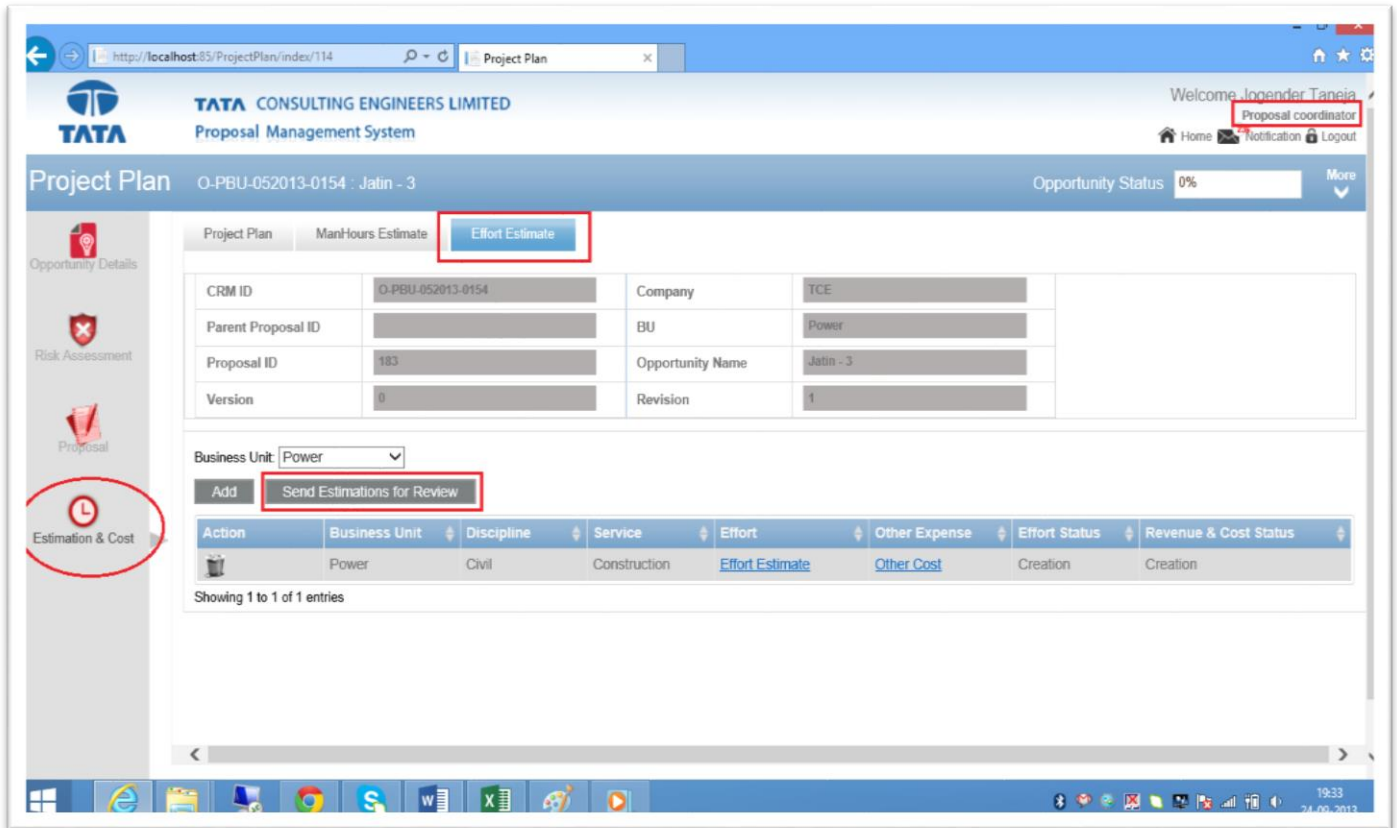 http://localhost:85/ProjectPlan/index/114
Project Plan
TATA
TATA CONSULTING ENGINEERS LIMITED
Proposal Management System
Welcome Jogender Taneja
Proposal coordinator
Home Notification Logout
Project Plan O-PBU-052013-0154 : Jatin - 3 Opportunity Status 0% More
Opportunity Details
Risk Assessment
Proposal
Estimation & Cost
Project Plan ManHours Estimate Effort Estimate
CRM ID O-PBU-052013-0154 Company TCE
Parent Proposal ID BU Power
Proposal ID 183 Opportunity Name Jatin - 3
Version 0 Revision 1
Business Unit: Power
Add Send Estimations for Review
Action Business Unit Discipline Service Effort Other Expense Effort Status Revenue & Cost Status
Power Civil Construction Effort Estimate Other Cost Creation Creation
Showing 1 to 1 of 1 entries
19:33
24-09-2013